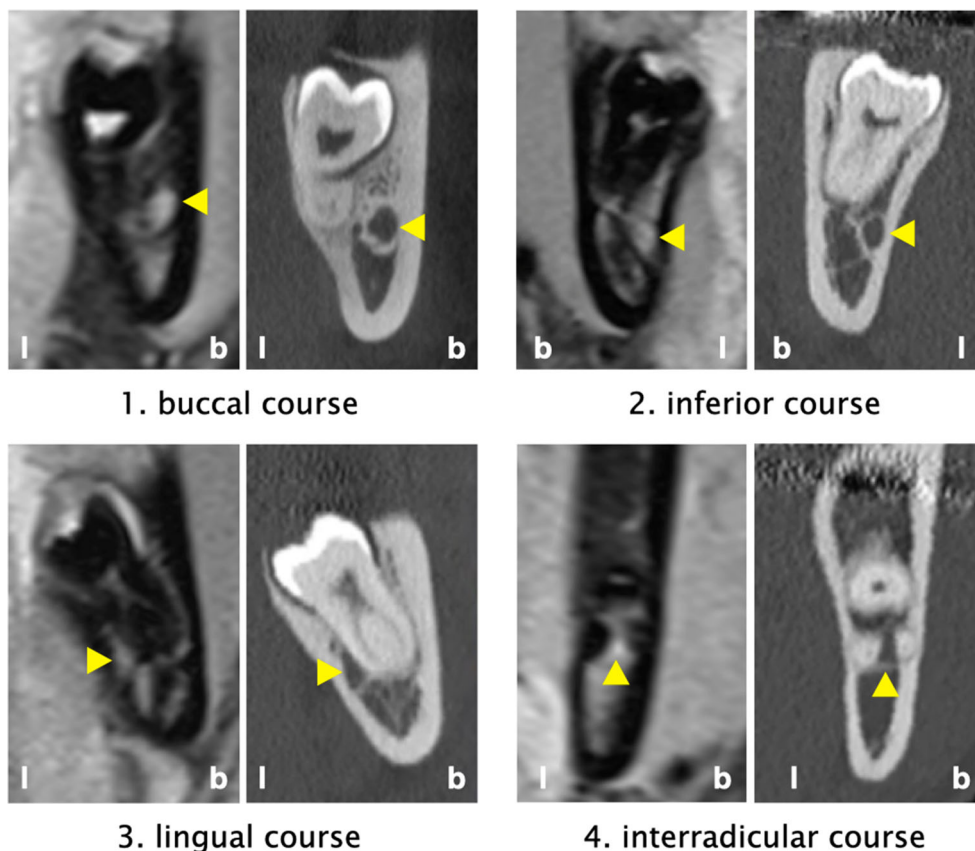 l b l b
b l b l
1. buccal course
2. inferior course
l b l b
l b l b
3. lingual course
4. interradicular course